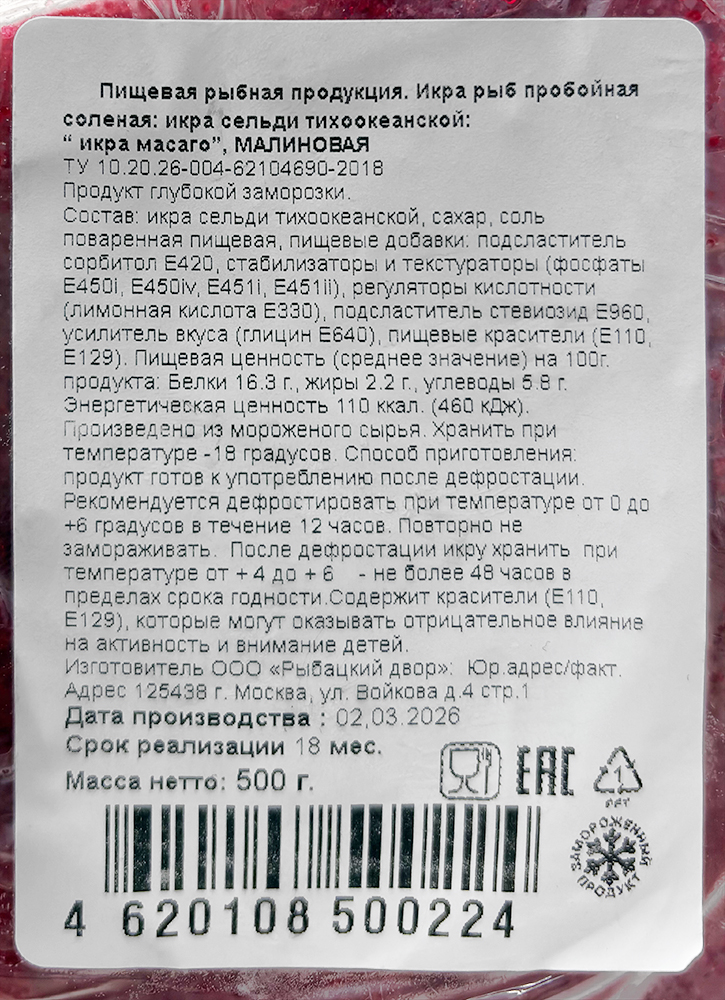 Пищевая рыбная продукция. Икра рыб пробойная
соленая: икра сельди тихоокеанской:
“ икра масаго”, МАЛИНОВАЯ
ТУ 10.20.26-004-62104690-2018
Продукт глубокой заморозки.
Состав: икра сельди тихоокеанской, сахар, соль
поваренная пищевая, пищевые добавки: подсластитель
сорбитол Е420, стабилизаторы и текстураторы (фосфаты
Е450i, Е450iv, Е451i, Е451ii), регуляторы кислотности
(лимонная кислота Е330), подсластитель стевиозид Е960,
усилитель вкуса (глицин Е640), пищевые красители (Е110,
Е129). Пищевая ценность (среднее значение) на 100г.
продукта: Белки 16.3 г., жиры 2.2 г., углеводы 5.8 г.
Энергетическая ценность 110 ккал. (460 кДж).
Произведено из мороженого сырья. Хранить при
температуре -18 градусов. Способ приготовления:
продукт готов к употреблению после дефростации.
Рекомендуется дефростировать при температуре от 0 до
+6 градусов в течение 12 часов. Повторно не
замораживать. После дефростации икру хранить при
температуре от + 4 до + 6 - не более 48 часов в
пределах срока годности.Содержит красители (Е110,
Е129), которые могут оказывать отрицательное влияние
на активность и внимание детей.
Изготовитель ООО «Рыбацкий двор»: Юр.адрес/факт.
Адрес 125438 г. Москва, ул. Войкова д.4 стр.1
Дата производства : 02,03.2026
Срок реализации 18 мес.
Масса нетто: 500 г.
EAC
1
PET
ЗАМОРОЖЕННЫЙ
ПРОДУКТ
4 620108 500224